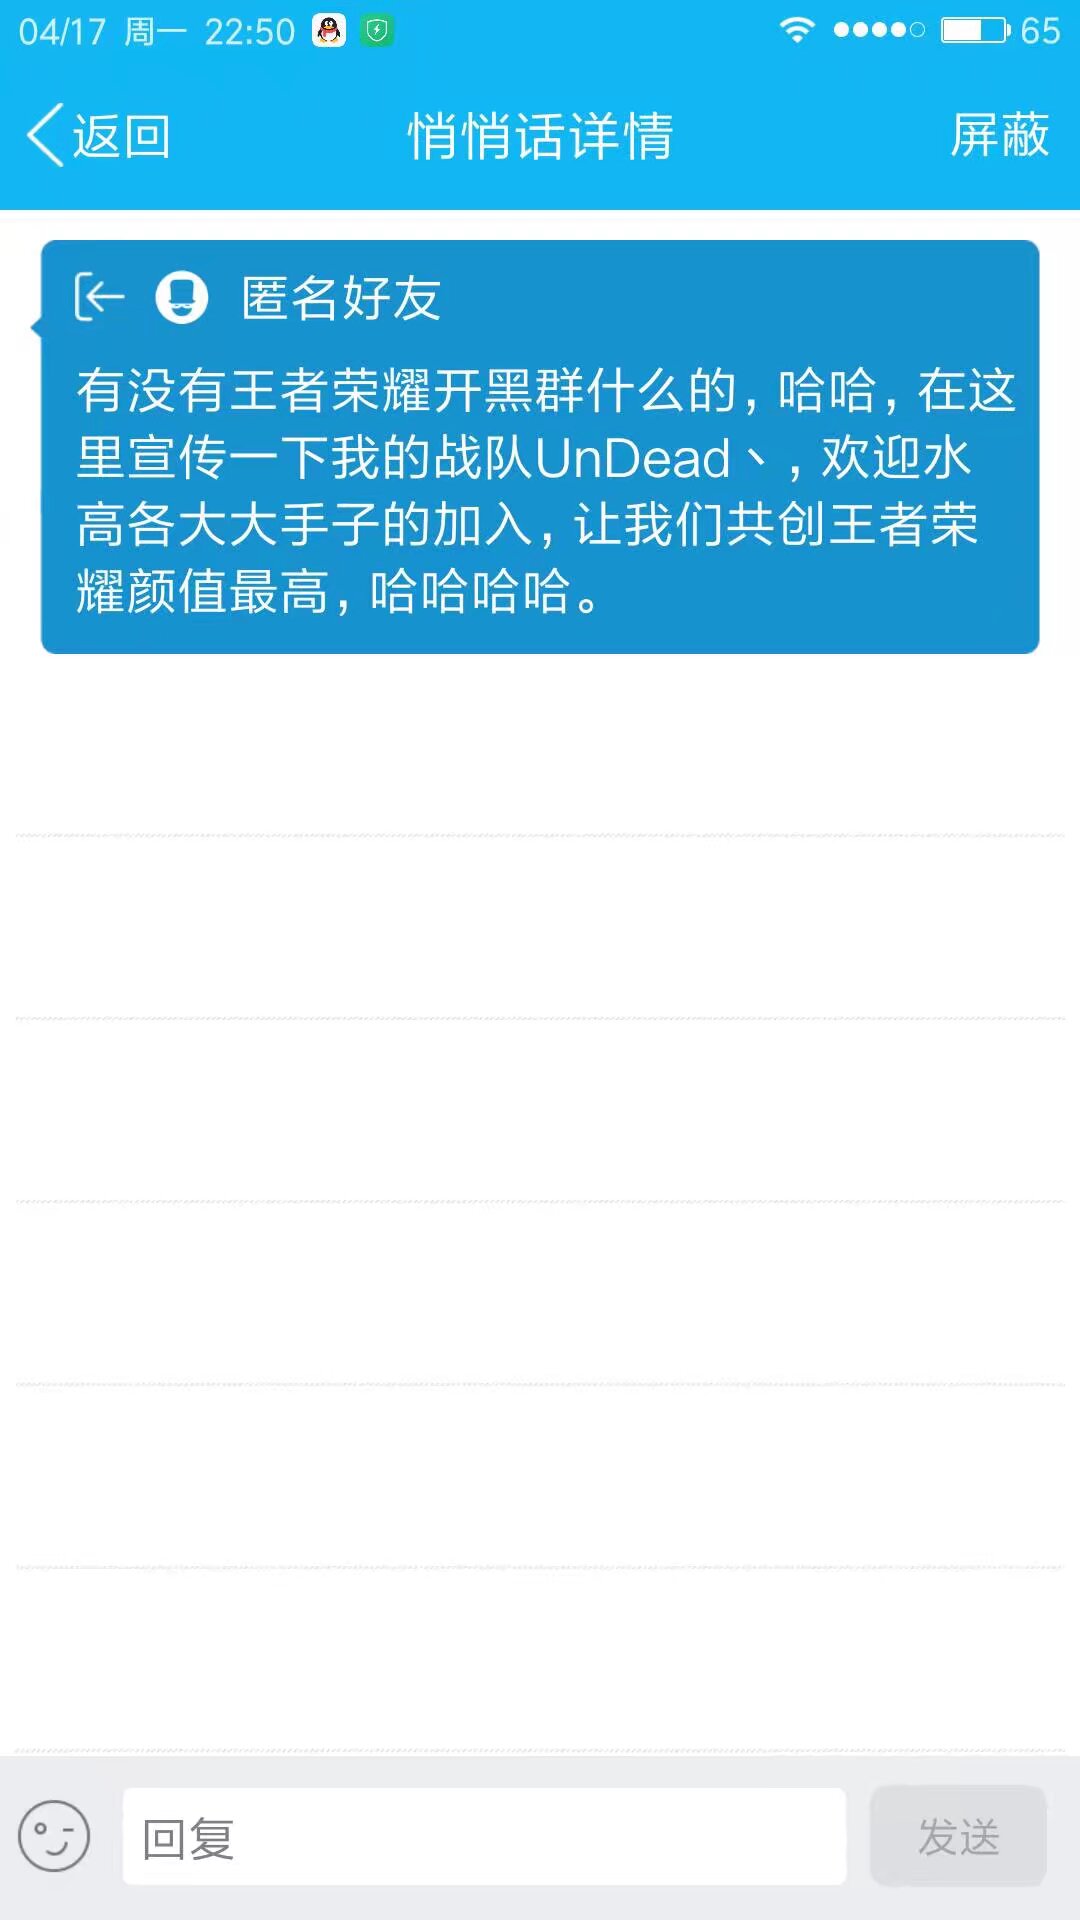 04/17 周一 22:50 65
返回 悄悄话详情 屏蔽
匿名好友
有没有王者荣耀开黑群什么的，哈哈，在这
里宣传一下我的战队UnDead丶，欢迎水
高各大大手子的加入，让我们共创王者荣
耀颜值最高，哈哈哈哈。
回复 发送